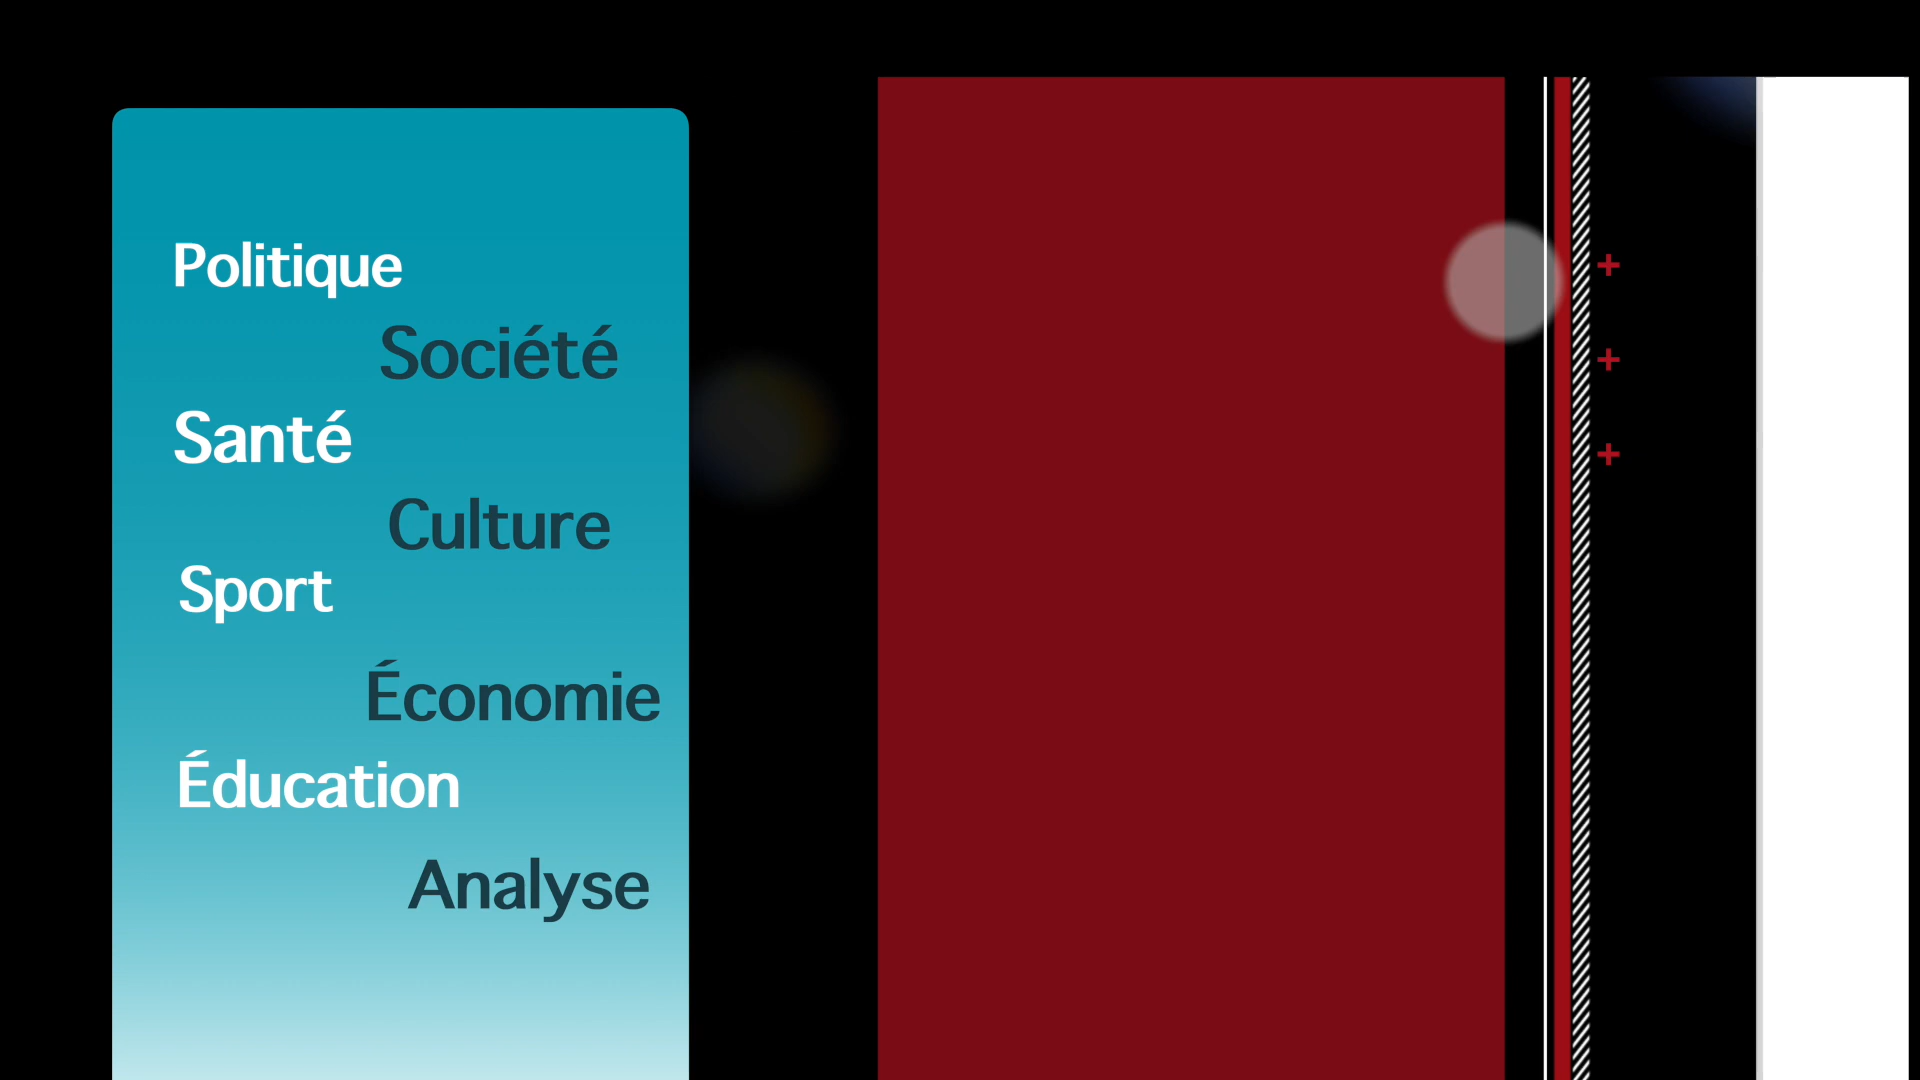 Politique
Société
Santé
Culture
Sport
Économie
Éducation
Analyse